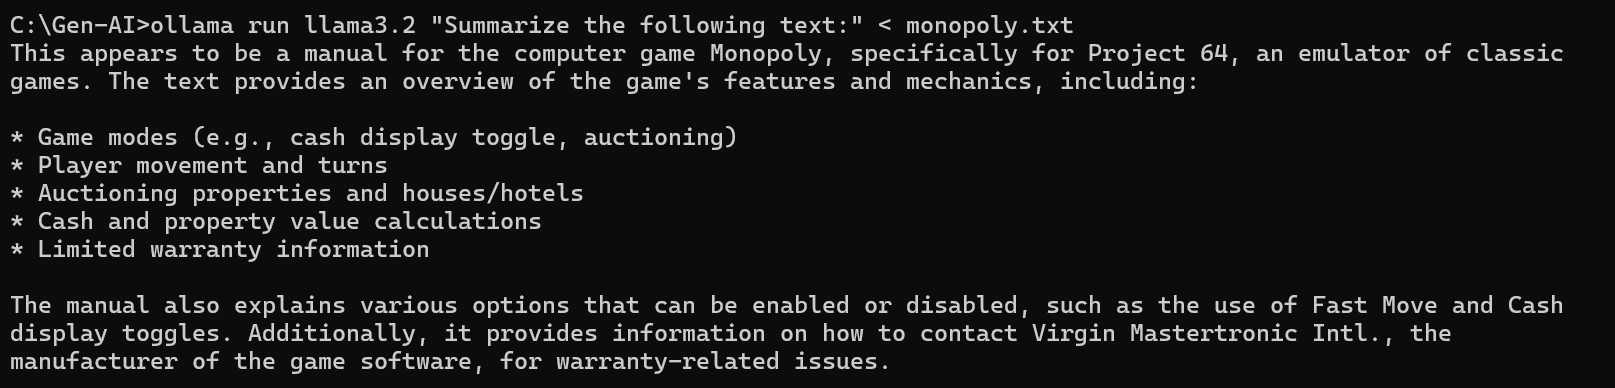 C:\Gen-AI>ollama run llama3.2 "Summarize the following text:" < monopoly.txt
This appears to be a manual for the computer game Monopoly, specifically for Project 64, an emulator of classic
games. The text provides an overview of the game's features and mechanics, including:
* Game modes (e.g., cash display toggle, auctioning)
* Player movement and turns
* Auctioning properties and houses/hotels
* Cash and property value calculations
* Limited warranty information
The manual also explains various options that can be enabled or disabled, such as the use of Fast Move and Cash
display toggles. Additionally, it provides information on how to contact Virgin Mastertronic Intl., the
manufacturer of the game software, for warranty-related issues.